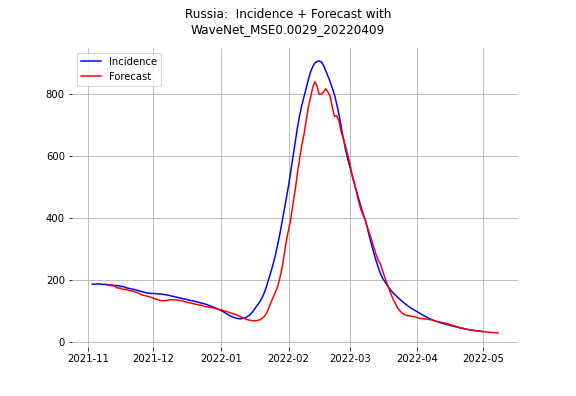 Russia:  Incidence + Forecast with
WaveNet_MSE0.0029_20220409
Incidence
Forecast
800
600
400
200
0
2021-11 2021-12 2022-01 2022-02 2022-03 2022-04 2022-05